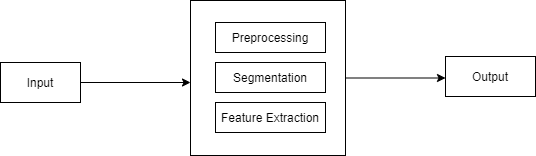 Input
Preprocessing
Segmentation
Feature Extraction
Output